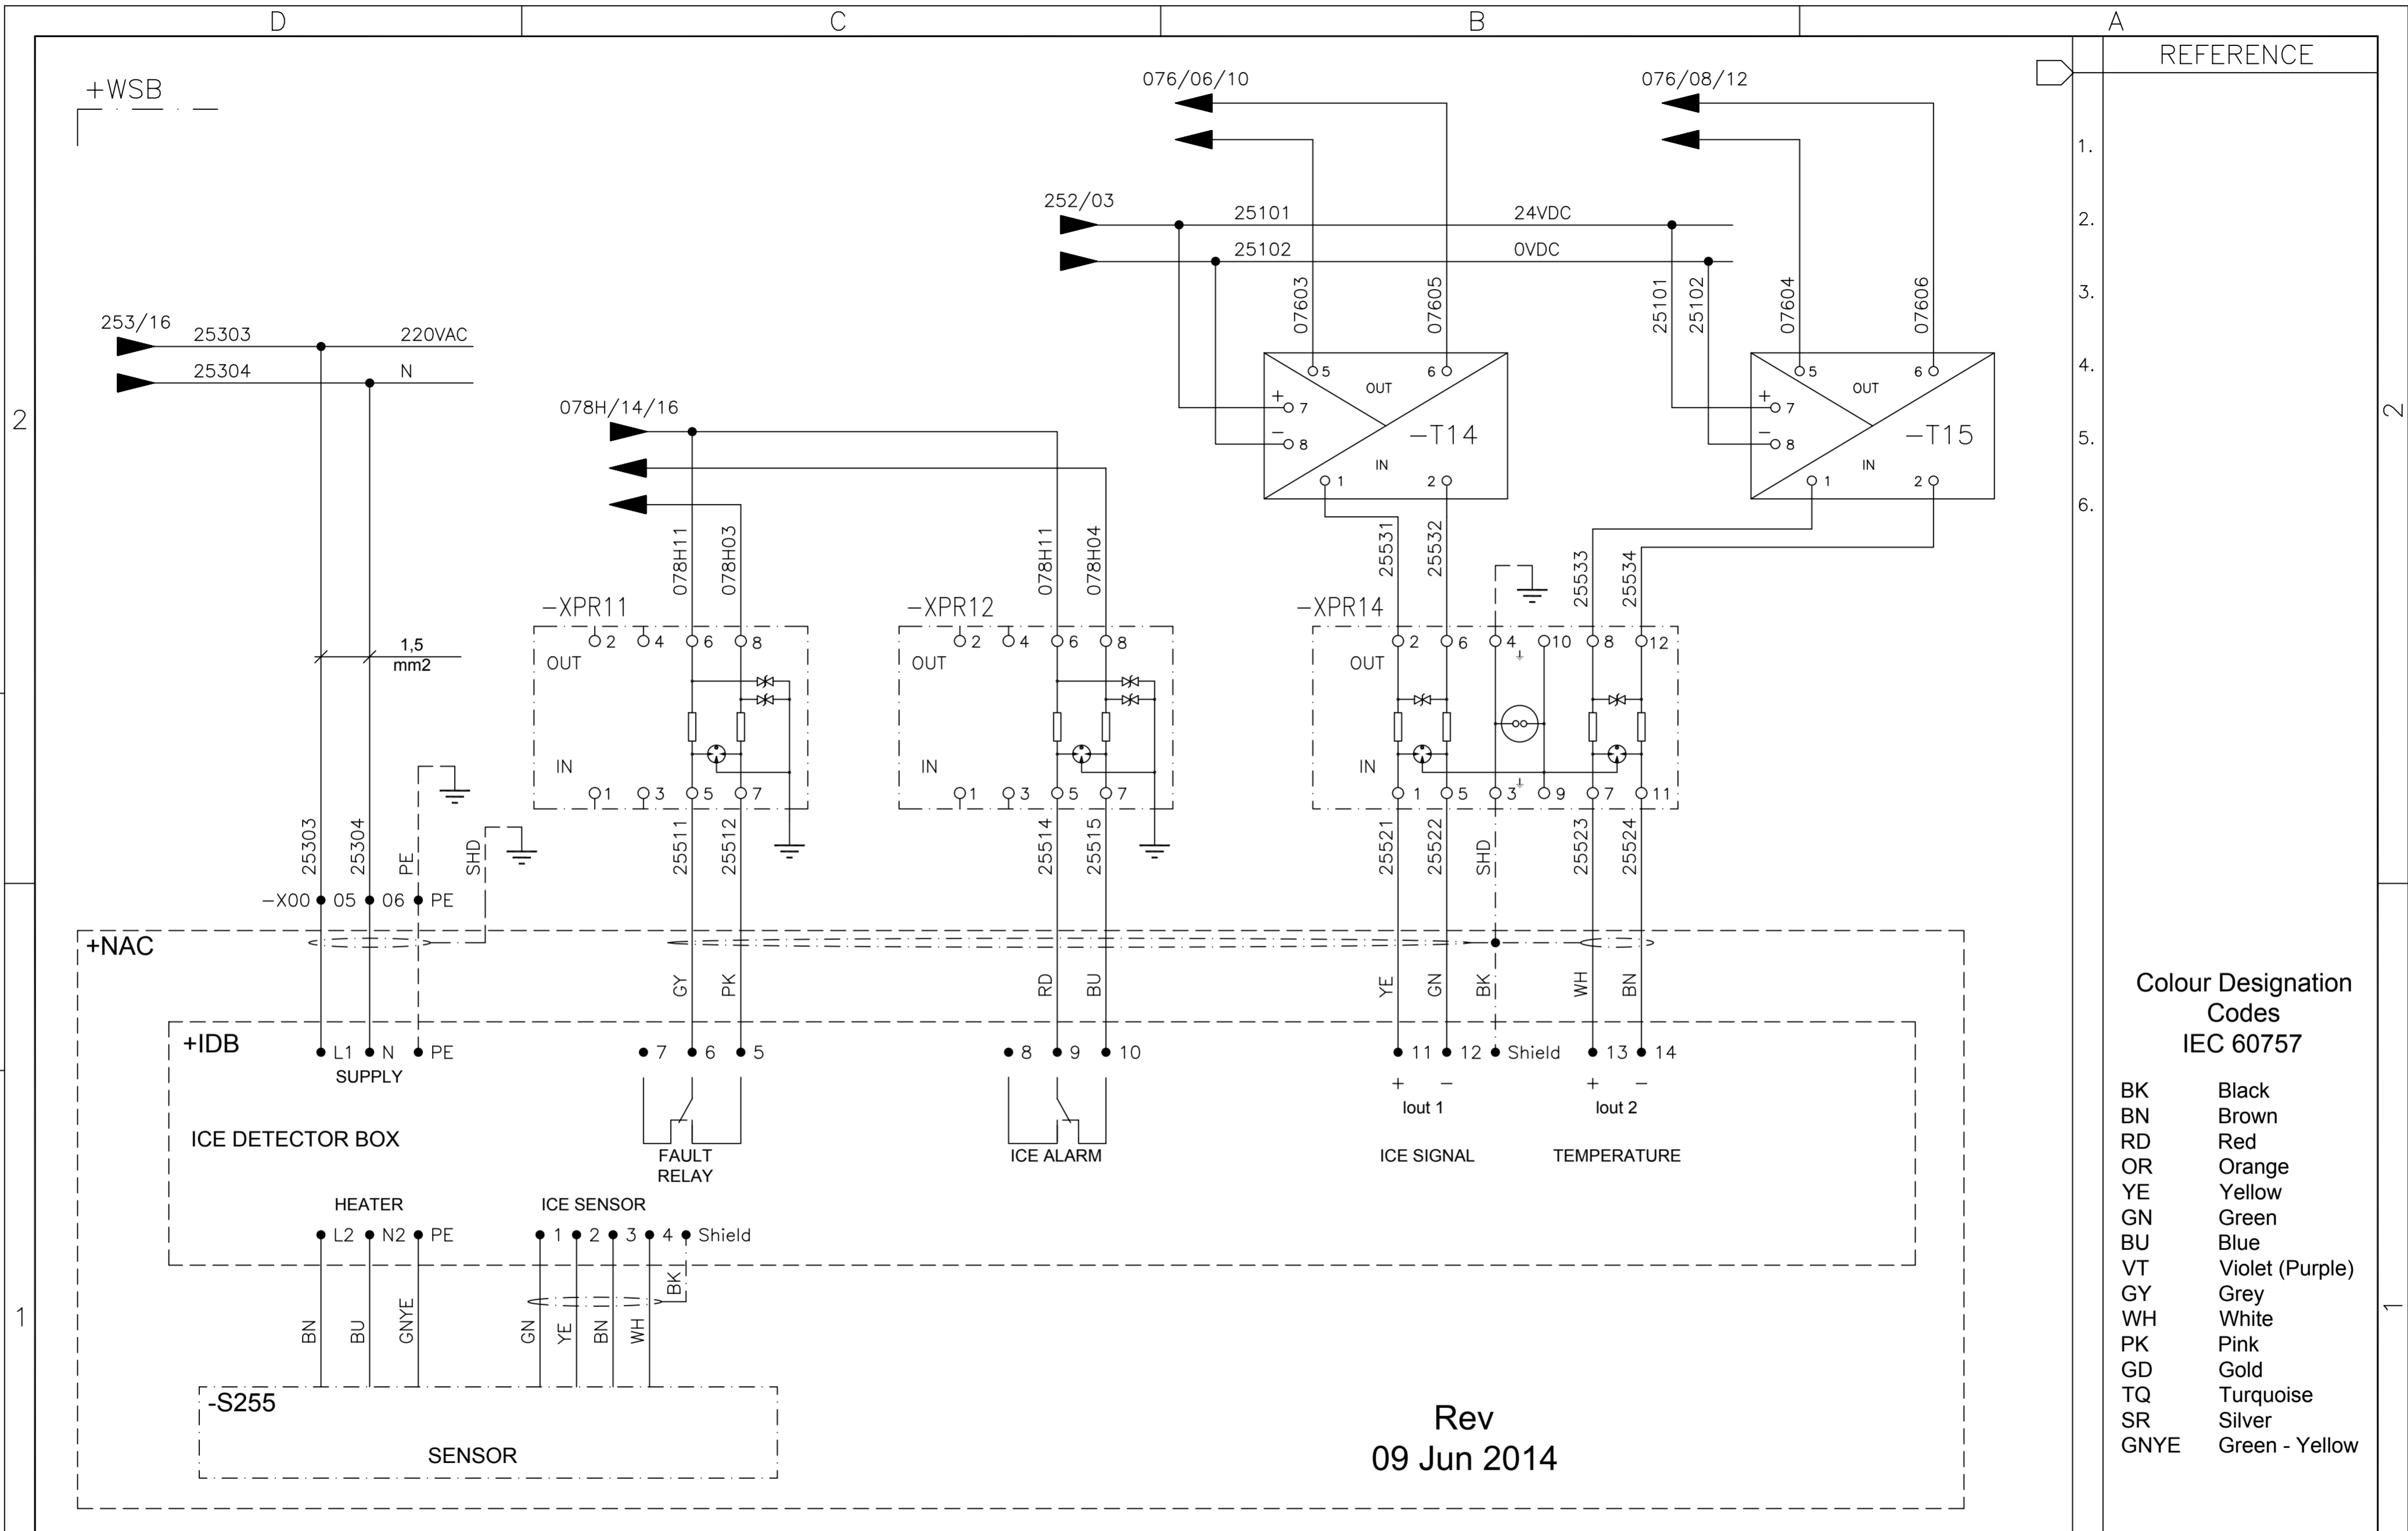 D C B A
REFERENCE
+WSB
076/06/10
076/08/12
1.
252/03
25101 24VDC
2.
25102 0VDC
07603
07605
25101
25102
07604
07606
3.
253/16
25303 220VAC
25304 N
5 OUT 6
5 OUT 6
4.
+ 7
+ 7
078H/14/16
2
2
-T14
-T15
5.
- 8
- 8
IN
IN
1 2
1 2
6.
078H11
078H03
078H11
078H04
25531
25532
25533
25534
-XPR11
-XPR12
-XPR14
2 4 6 8
2 4 6 8
2 6 4 10 8 12
OUT
OUT
OUT
1,5
mm2
IN
IN
IN
1 3 5 7
1 3 5 7
1 5 3 9 7 11
25303
25304
PE
SHD
25511
25512
25514
25515
25521
25522
SHD
25523
25524
-X00 05 06 PE
+NAC
GY
PK
RD
BU
YE
GN
BK
WH
BN
+IDB
L1 N PE
SUPPLY
7 6 5
8 9 10
11 12 Shield 13 14
+ -
+ -
Iout 1
Iout 2
ICE DETECTOR BOX
FAULT
RELAY
ICE ALARM
ICE SIGNAL
TEMPERATURE
HEATER
ICE SENSOR
L2 N2 PE
1 2 3 4 Shield
BK
BN
BU
GNYE
GN
YE
BN
WH
1
1
-S255
SENSOR
Rev
09 Jun 2014
Colour Designation
Codes
IEC 60757
BK Black
BN Brown
RD Red
OR Orange
YE Yellow
GN Green
BU Blue
VT Violet (Purple)
GY Grey
WH White
PK Pink
GD Gold
TQ Turquoise
SR Silver
GNYE Green - Yellow